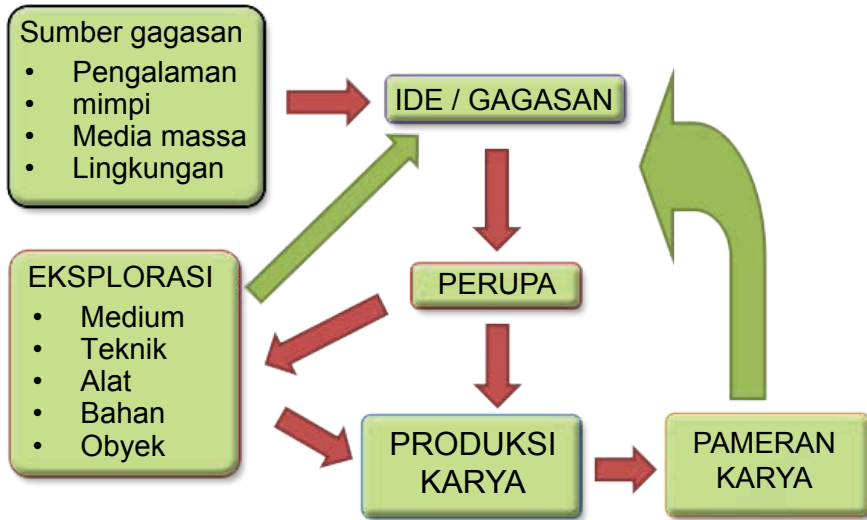 Sumber gagasan
• Pengalaman
• mimpi
• Media massa
• Lingkungan
IDE / GAGASAN
PERUPA
EKSPLORASI
• Medium
• Teknik
• Alat
• Bahan
• Obyek
PRODUKSI
KARYA
PAMERAN
KARYA